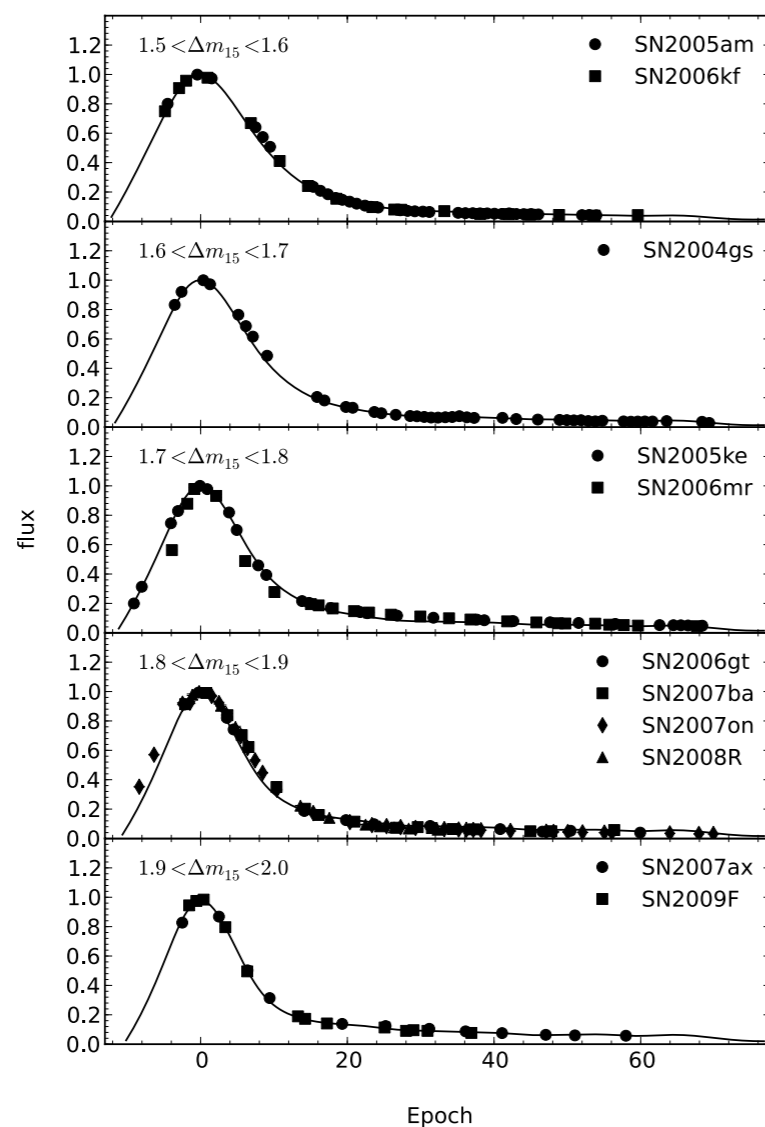 1.5 < Δm₁₅ < 1.6
SN2005am
SN2006kf
1.2
1.0
0.8
0.6
0.4
0.2
0.0
1.6 < Δm₁₅ < 1.7
SN2004gs
1.2
1.0
0.8
0.6
0.4
0.2
0.0
1.7 < Δm₁₅ < 1.8
SN2005ke
SN2006mr
1.2
1.0
0.8
0.6
0.4
0.2
0.0
flux
1.8 < Δm₁₅ < 1.9
SN2006gt
SN2007ba
SN2007on
SN2008R
1.2
1.0
0.8
0.6
0.4
0.2
0.0
1.9 < Δm₁₅ < 2.0
SN2007ax
SN2009F
1.2
1.0
0.8
0.6
0.4
0.2
0.0
0 20 40 60
Epoch